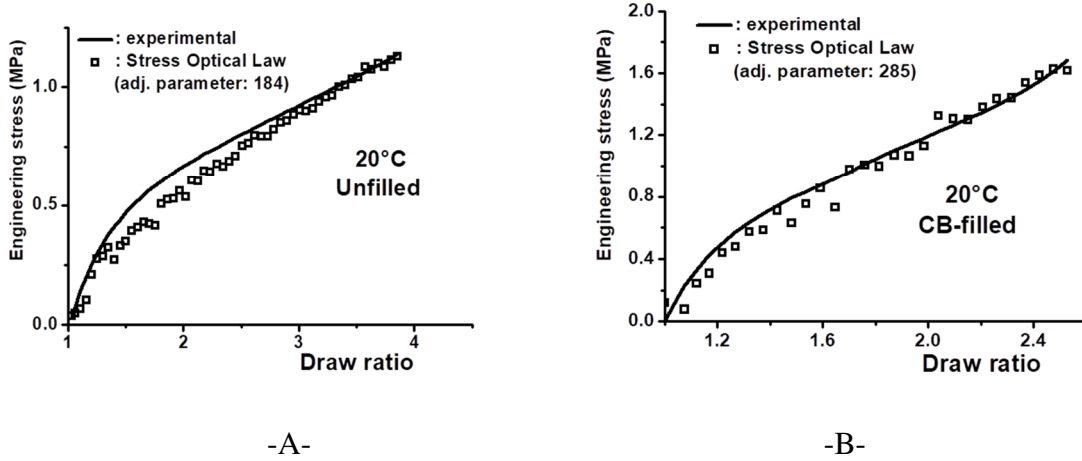 Engineering stress (MPa)
1.0
0.5
0.0
: experimental
: Stress Optical Law
(adj. parameter: 184)
20°C
Unfilled
1 2 3 4
Draw ratio
-A-
Engineering stress (MPa)
2.0
1.6
1.2
0.8
0.4
0.0
: experimental
: Stress Optical Law
(adj. parameter: 285)
20°C
CB-filled
1.2 1.6 2.0 2.4
Draw ratio
-B-